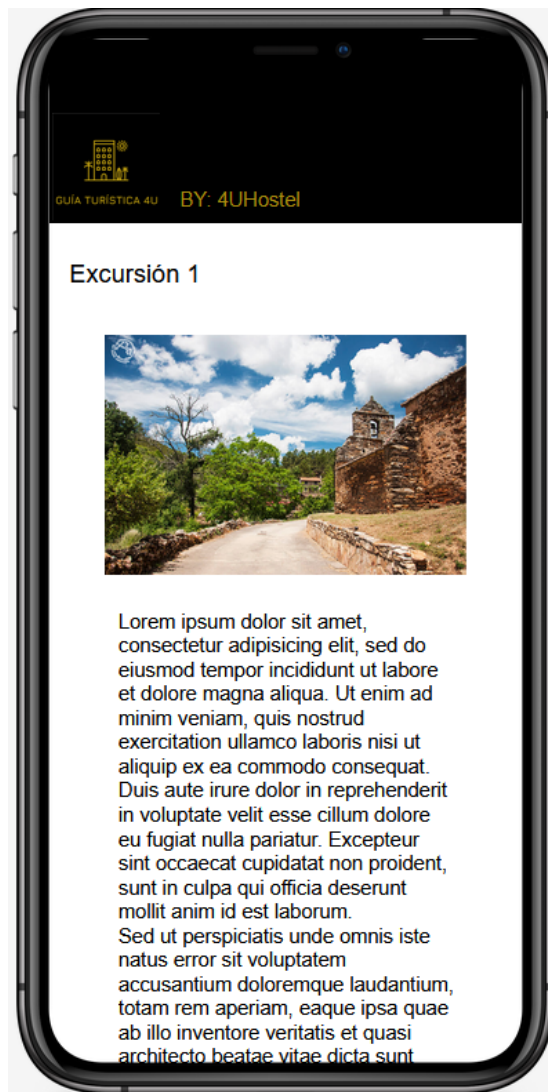 GUÍA TURÍSTICA 4U
BY: 4UHostel
Excursión 1
Lorem ipsum dolor sit amet,
consectetur adipisicing elit, sed do
eiusmod tempor incididunt ut labore
et dolore magna aliqua. Ut enim ad
minim veniam, quis nostrud
exercitation ullamco laboris nisi ut
aliquip ex ea commodo consequat.
Duis aute irure dolor in reprehenderit
in voluptate velit esse cillum dolore
eu fugiat nulla pariatur. Excepteur
sint occaecat cupidatat non proident,
sunt in culpa qui officia deserunt
mollit anim id est laborum.
Sed ut perspiciatis unde omnis iste
natus error sit voluptatem
accusantium doloremque laudantium,
totam rem aperiam, eaque ipsa quae
ab illo inventore veritatis et quasi
architecto beatae vitae dicta sunt